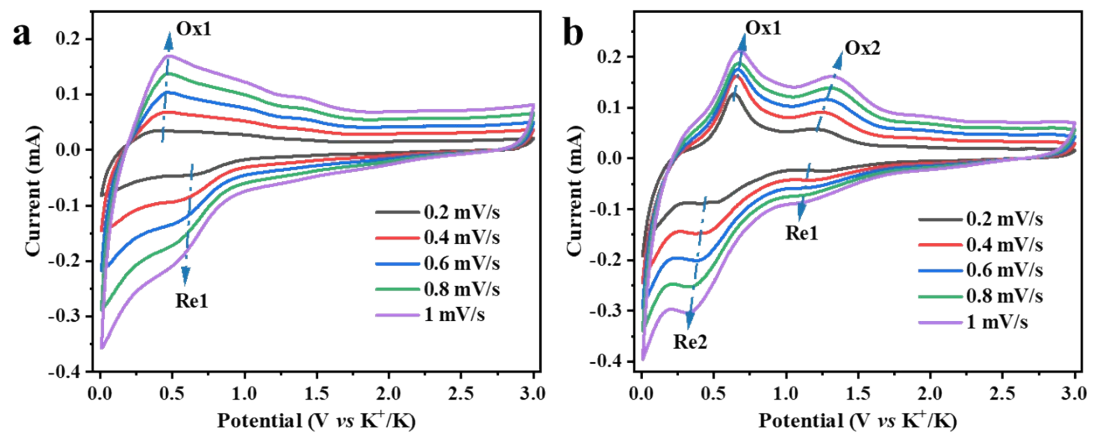 a
Ox1
Re1
0.2 mV/s
0.4 mV/s
0.6 mV/s
0.8 mV/s
1 mV/s
0.2
0.1
0.0
-0.1
-0.2
-0.3
-0.4
Current (mA)
0.0 0.5 1.0 1.5 2.0 2.5 3.0
Potential (V vs K⁺/K)
b
Ox1
Ox2
Re1
Re2
0.2 mV/s
0.4 mV/s
0.6 mV/s
0.8 mV/s
1 mV/s
0.2
0.1
0.0
-0.1
-0.2
-0.3
-0.4
Current (mA)
0.0 0.5 1.0 1.5 2.0 2.5 3.0
Potential (V vs K⁺/K)